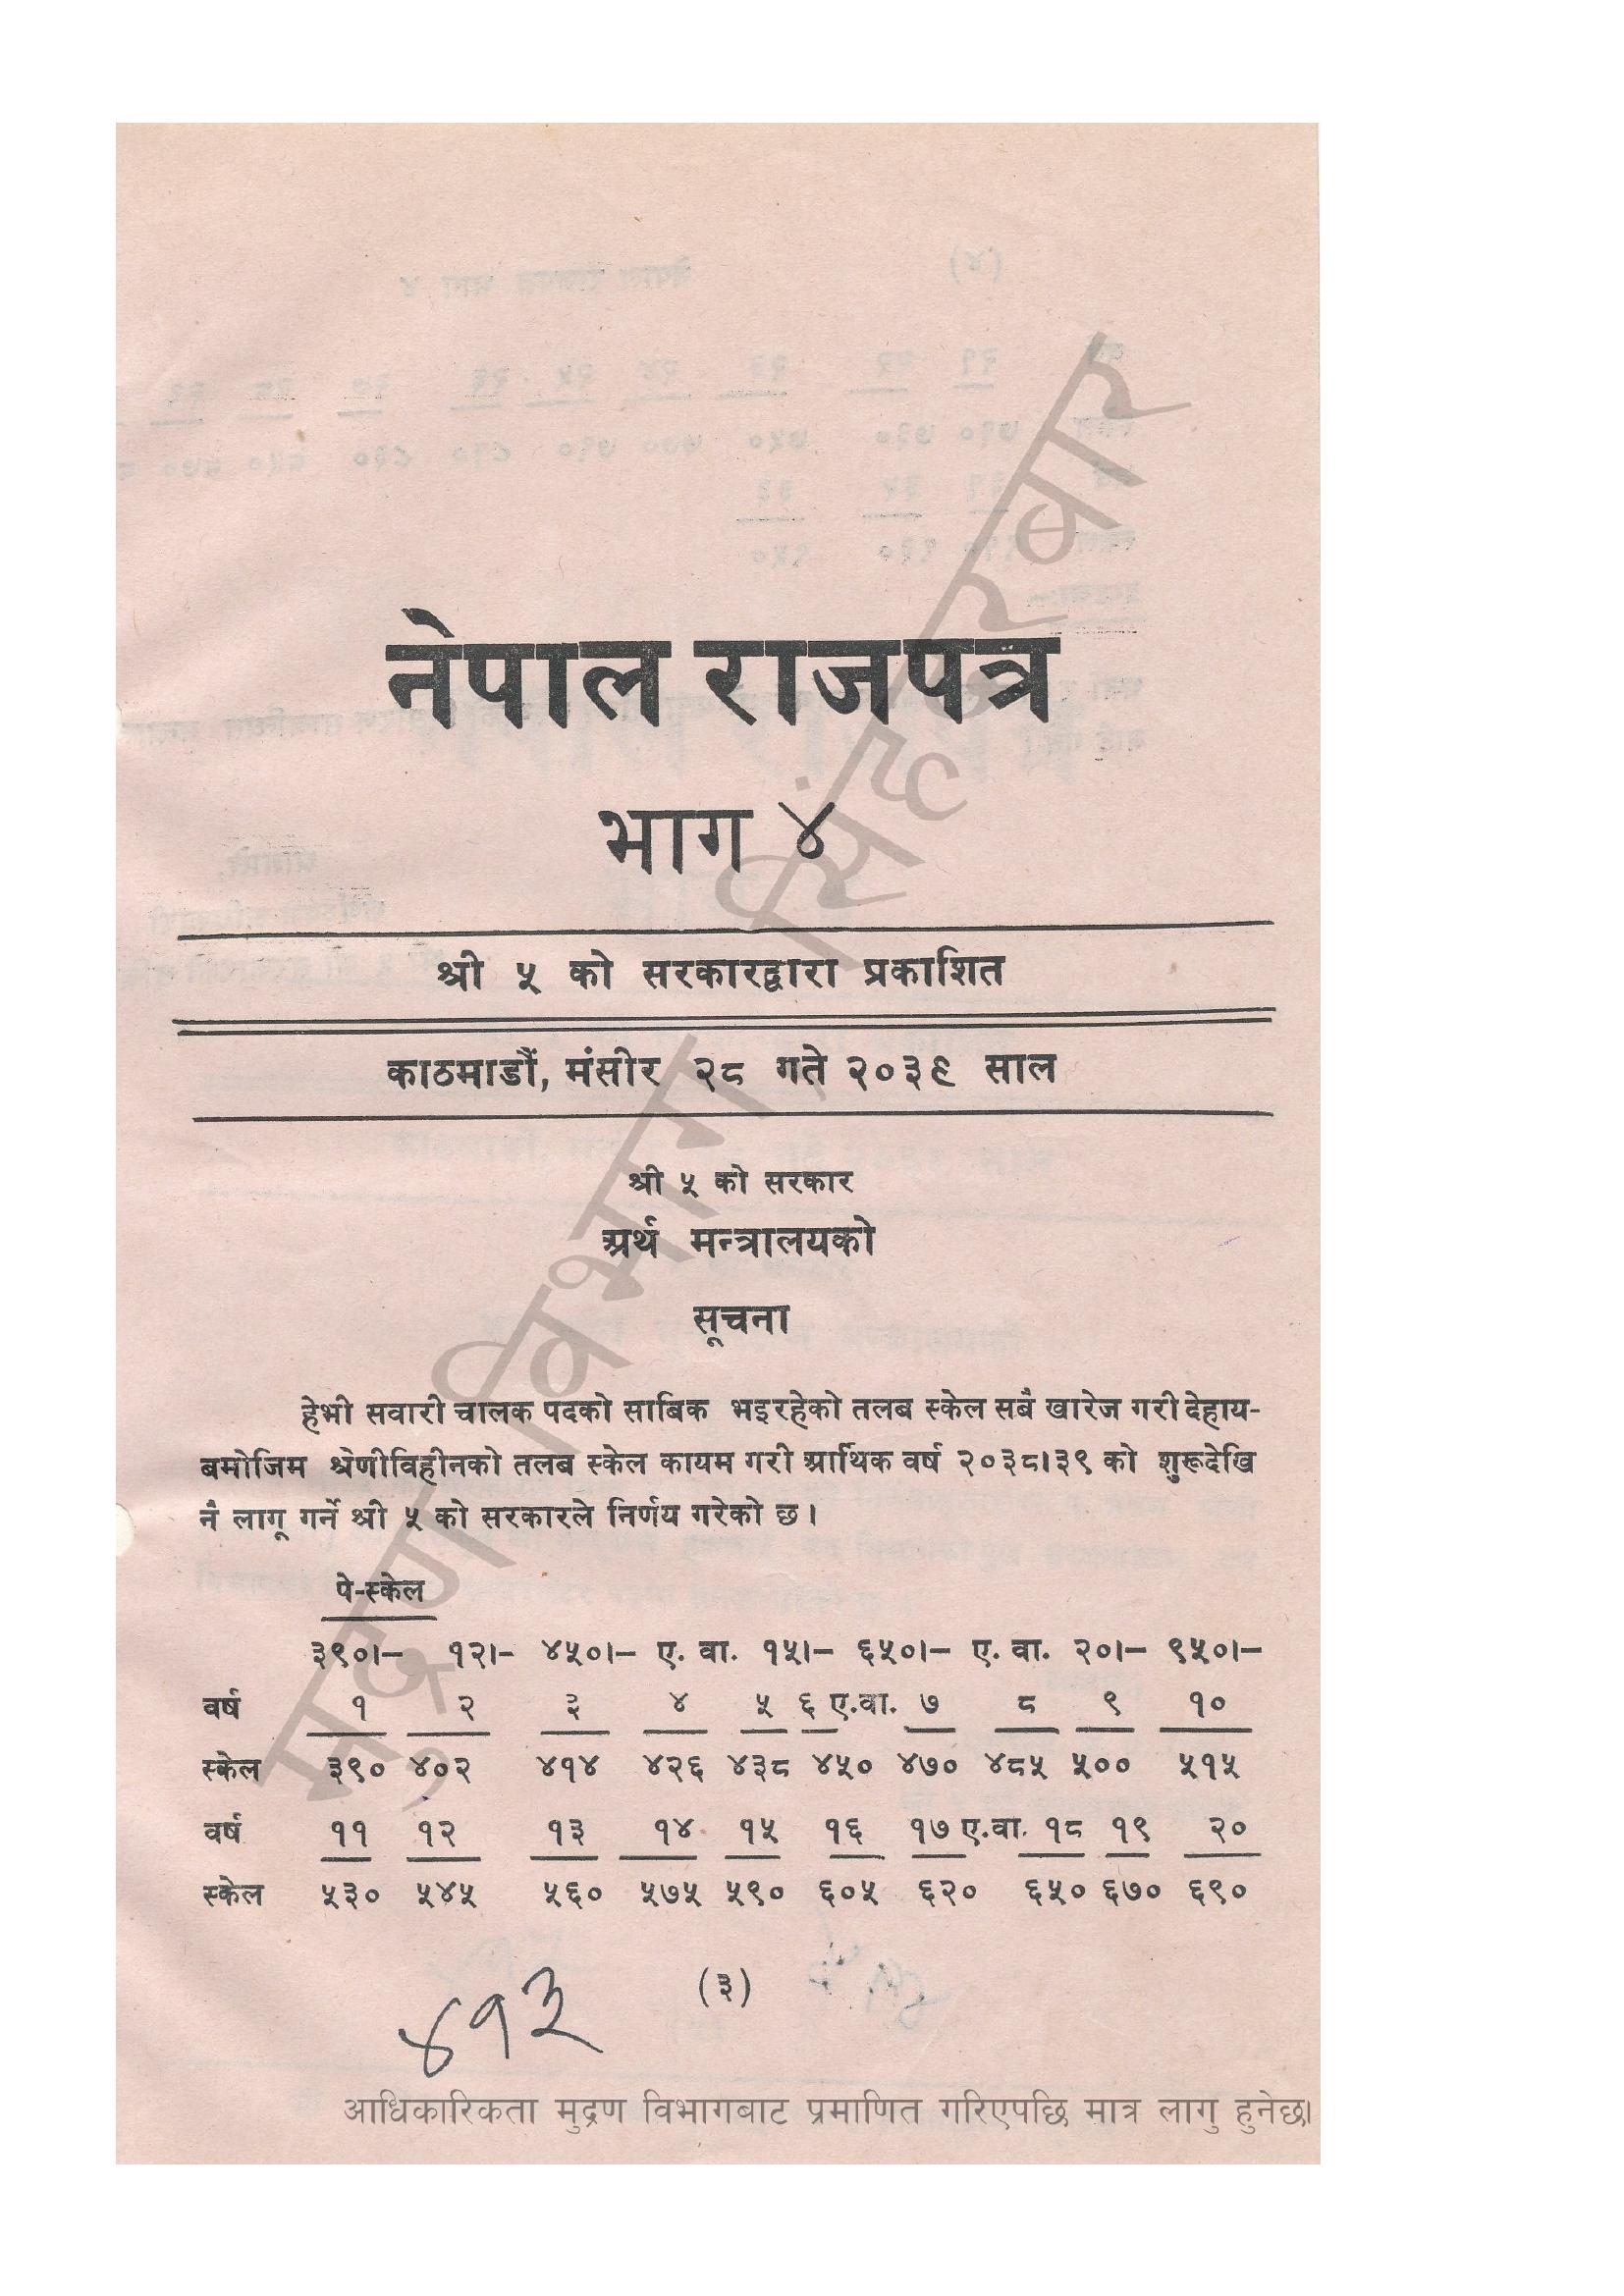 नेपाल राजपत्र
भाग ४
श्री ५ को सरकारद्वारा प्रकाशित
काठमाडौं, मंसीर २८ गते २०३९ साल
श्री ५ को सरकार
अर्थ मन्त्रालयको
सूचना
हेभी सवारी चालक पदको साबिक भइरहेको तलब स्केल सबै खारेज गरी देहाय-
बमोजिम श्रेणीविहीनको तलब स्केल कायम गरी आर्थिक वर्ष २०३८।३९ को शुरूदेखि
नै लागू गर्ने श्री ५ को सरकारले निर्णय गरेको छ।
पे-स्केल
३९०।– १२।– ४५०।– ए. वा. १५।– ६५०।– ए. वा. २०।– ९५०।–
वर्ष १ २ ३ ४ ५ ६ ए.वा. ७ ८ ९ १०
स्केल ३९० ४०२ ४१४ ४२६ ४३८ ४५० ४७० ४८५ ५०० ५१५
वर्ष ११ १२ १३ १४ १५ १६ १७ ए.वा. १८ १९ २०
स्केल ५३० ५४५ ५६० ५७५ ५९० ६०५ ६२० ६५० ६७० ६९०
(३)
४१३
मुद्रण विभाग, सिंहदरवार
आधिकारिकता मुद्रण विभागबाट प्रमाणित गरिएपछि मात्र लागु हुनेछ।